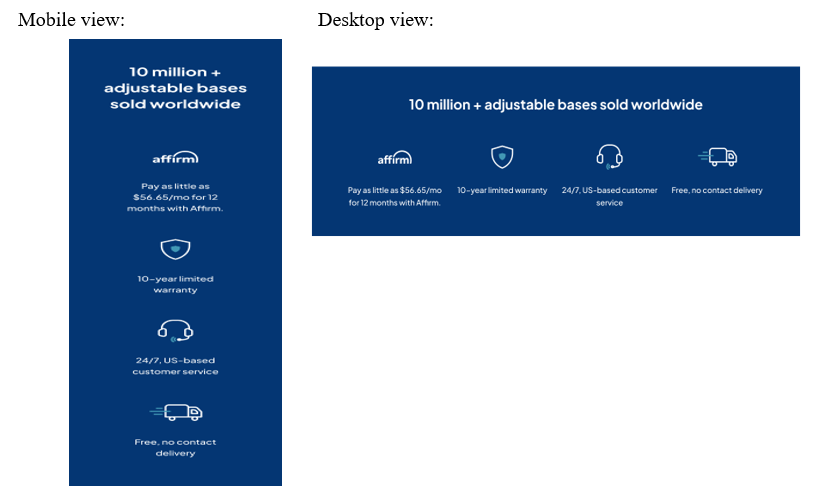 Mobile view:
10 million +
adjustable bases
sold worldwide
affirm
Pay as little as
$56.65/mo for 12
months with Affirm.
10-year limited
warranty
24/7, US-based
customer service
Free, no contact
delivery
Desktop view:
10 million + adjustable bases sold worldwide
affirm
Pay as little as $56.65/mo
for 12 months with Affirm.
10-year limited warranty
24/7, US-based customer
service
Free, no contact delivery